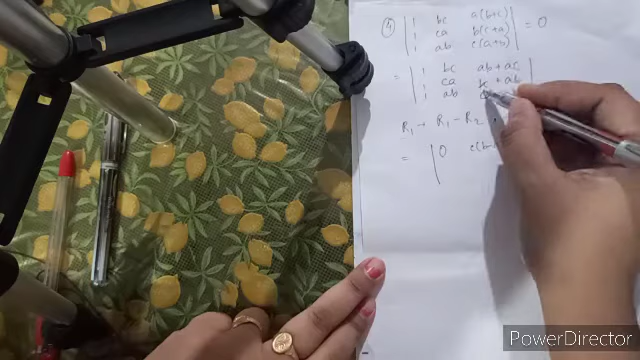 ④ | 1 bc a(b+c) | = 0
| 1 ca b(c+a) |
| 1 ab c(a+b) |
= | 1 bc ab + ac |
| 1 ca bc + ab |
| 1 ab
R₁ → R₁ - R₂ ,
= | 0 c(b-
PowerDirector